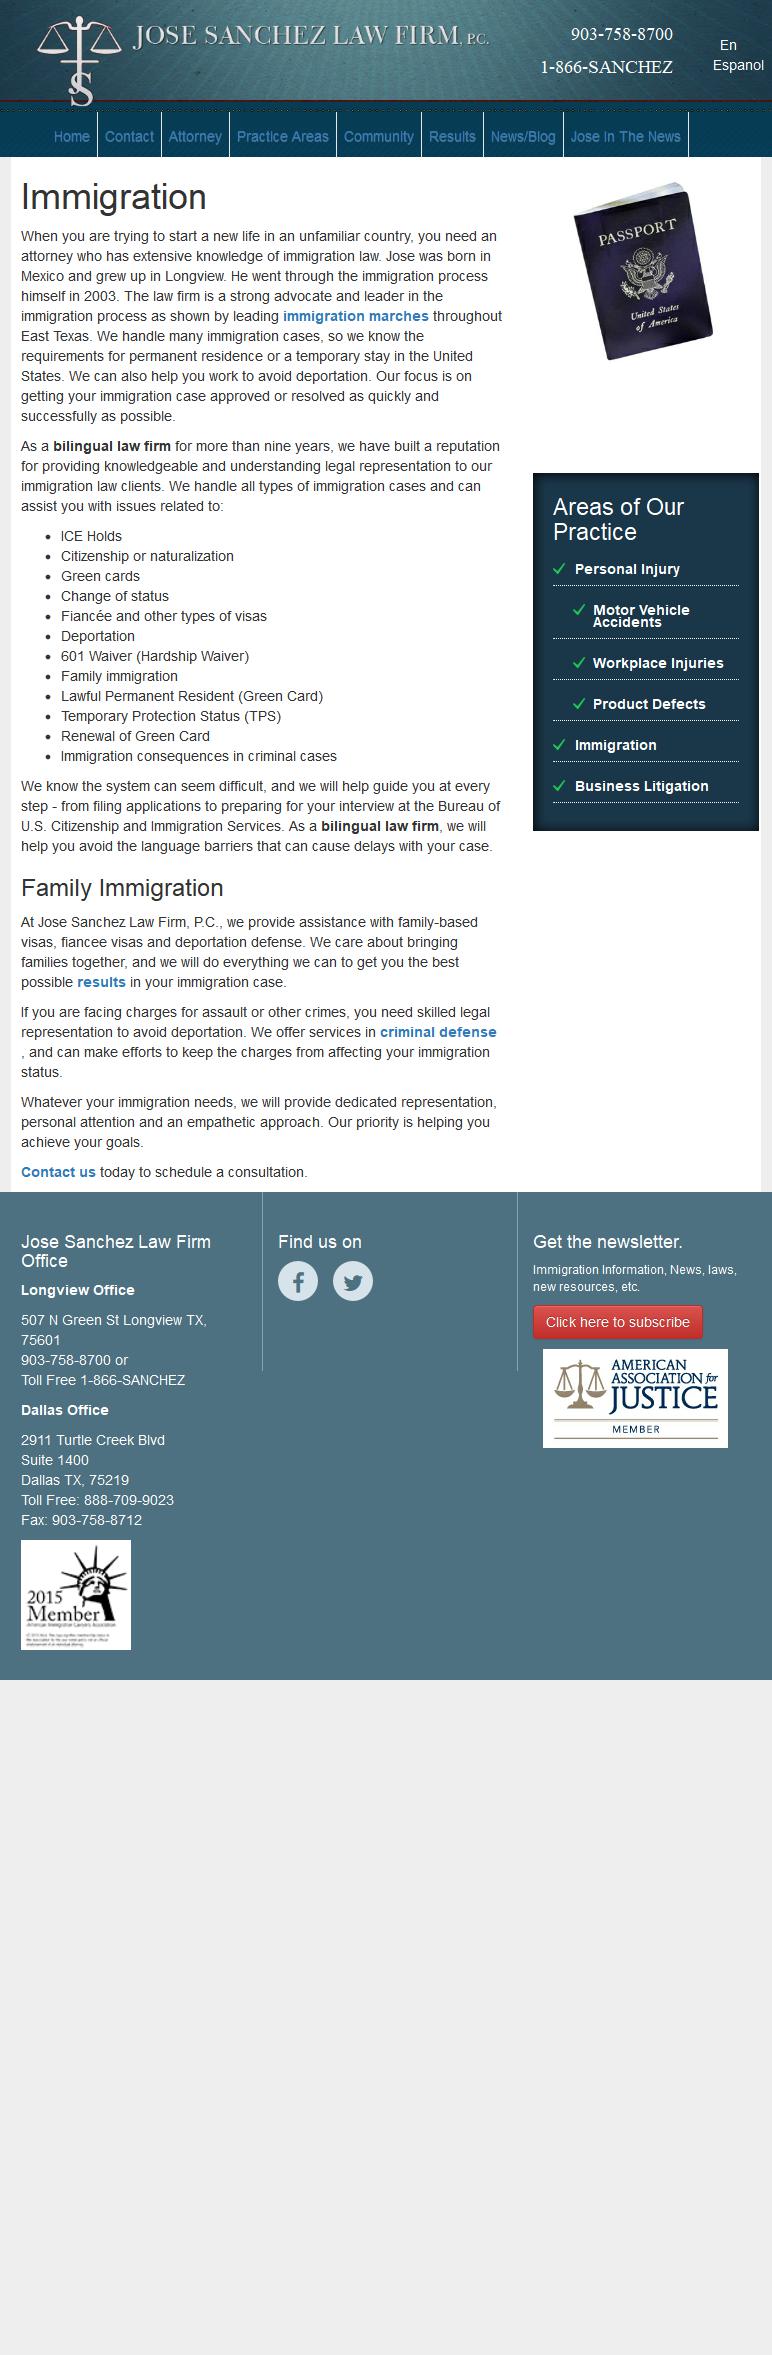 JOSE SANCHEZ LAW FIRM, P.C.
903-758-8700
1-866-SANCHEZ
En
Espanol
Home
Contact
Attorney
Practice Areas
Community
Results
News/Blog
Jose In The News
Immigration
When you are trying to start a new life in an unfamiliar country, you need an
attorney who has extensive knowledge of immigration law. Jose was born in
Mexico and grew up in Longview. He went through the immigration process
himself in 2003. The law firm is a strong advocate and leader in the
immigration process as shown by leading immigration marches throughout
East Texas. We handle many immigration cases, so we know the
requirements for permanent residence or a temporary stay in the United
States. We can also help you work to avoid deportation. Our focus is on
getting your immigration case approved or resolved as quickly and
successfully as possible.
As a bilingual law firm for more than nine years, we have built a reputation
for providing knowledgeable and understanding legal representation to our
immigration law clients. We handle all types of immigration cases and can
assist you with issues related to:
ICE Holds
Citizenship or naturalization
Green cards
Change of status
Fiancée and other types of visas
Deportation
601 Waiver (Hardship Waiver)
Family immigration
Lawful Permanent Resident (Green Card)
Temporary Protection Status (TPS)
Renewal of Green Card
Immigration consequences in criminal cases
We know the system can seem difficult, and we will help guide you at every
step - from filing applications to preparing for your interview at the Bureau of
U.S. Citizenship and Immigration Services. As a bilingual law firm, we will
help you avoid the language barriers that can cause delays with your case.
Family Immigration
At Jose Sanchez Law Firm, P.C., we provide assistance with family-based
visas, fiancee visas and deportation defense. We care about bringing
families together, and we will do everything we can to get you the best
possible results in your immigration case.
If you are facing charges for assault or other crimes, you need skilled legal
representation to avoid deportation. We offer services in criminal defense
, and can make efforts to keep the charges from affecting your immigration
status.
Whatever your immigration needs, we will provide dedicated representation,
personal attention and an empathetic approach. Our priority is helping you
achieve your goals.
Contact us today to schedule a consultation.
PASSPORT
United States
of America
Areas of Our
Practice
Personal Injury
Motor Vehicle
Accidents
Workplace Injuries
Product Defects
Immigration
Business Litigation
Jose Sanchez Law Firm
Office
Longview Office
507 N Green St Longview TX,
75601
903-758-8700 or
Toll Free 1-866-SANCHEZ
Dallas Office
2911 Turtle Creek Blvd
Suite 1400
Dallas TX, 75219
Toll Free: 888-709-9023
Fax: 903-758-8712
2015
Member
American Immigration Lawyers Association
Find us on
Get the newsletter.
Immigration Information, News, laws,
new resources, etc.
Click here to subscribe
AMERICAN
ASSOCIATION for
JUSTICE
MEMBER